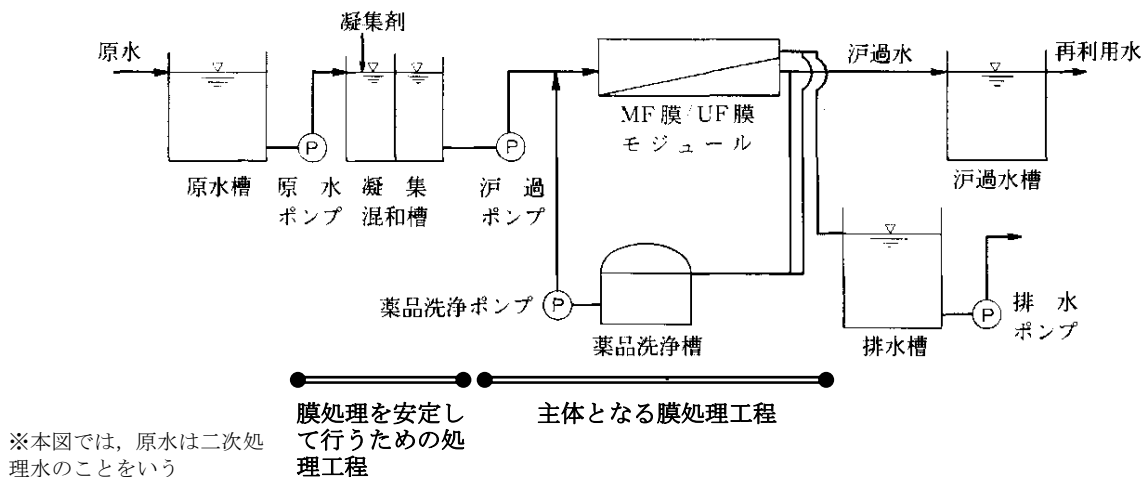 凝集剤
原水
沪過水
再利用水
P
P
P
P
MF膜/UF膜
モジュール
原水槽
原水
ポンプ
凝集
混和槽
沪過
ポンプ
沪過水槽
薬品洗浄ポンプ
薬品洗浄槽
排水槽
排水
ポンプ
膜処理を安定し
て行うための処
理工程
主体となる膜処理工程
※本図では，原水は二次処
理水のことをいう